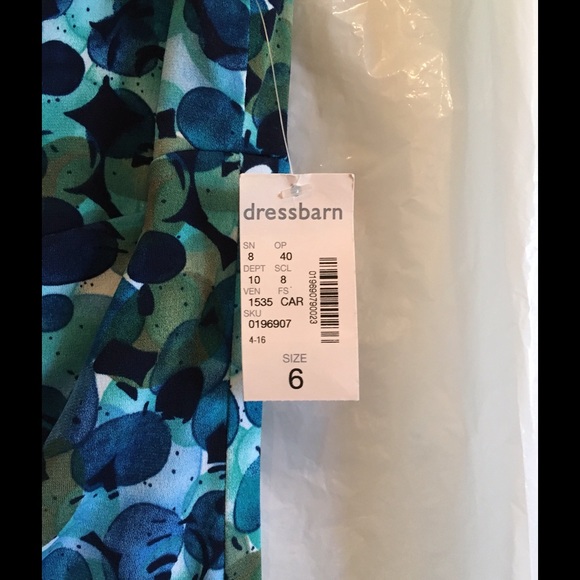 dressbarn
SN OP
8 40
DEPT SCL
10 8
VEN FS
1535 CAR
SKU
0196907
4-16
SIZE
6
019690790023